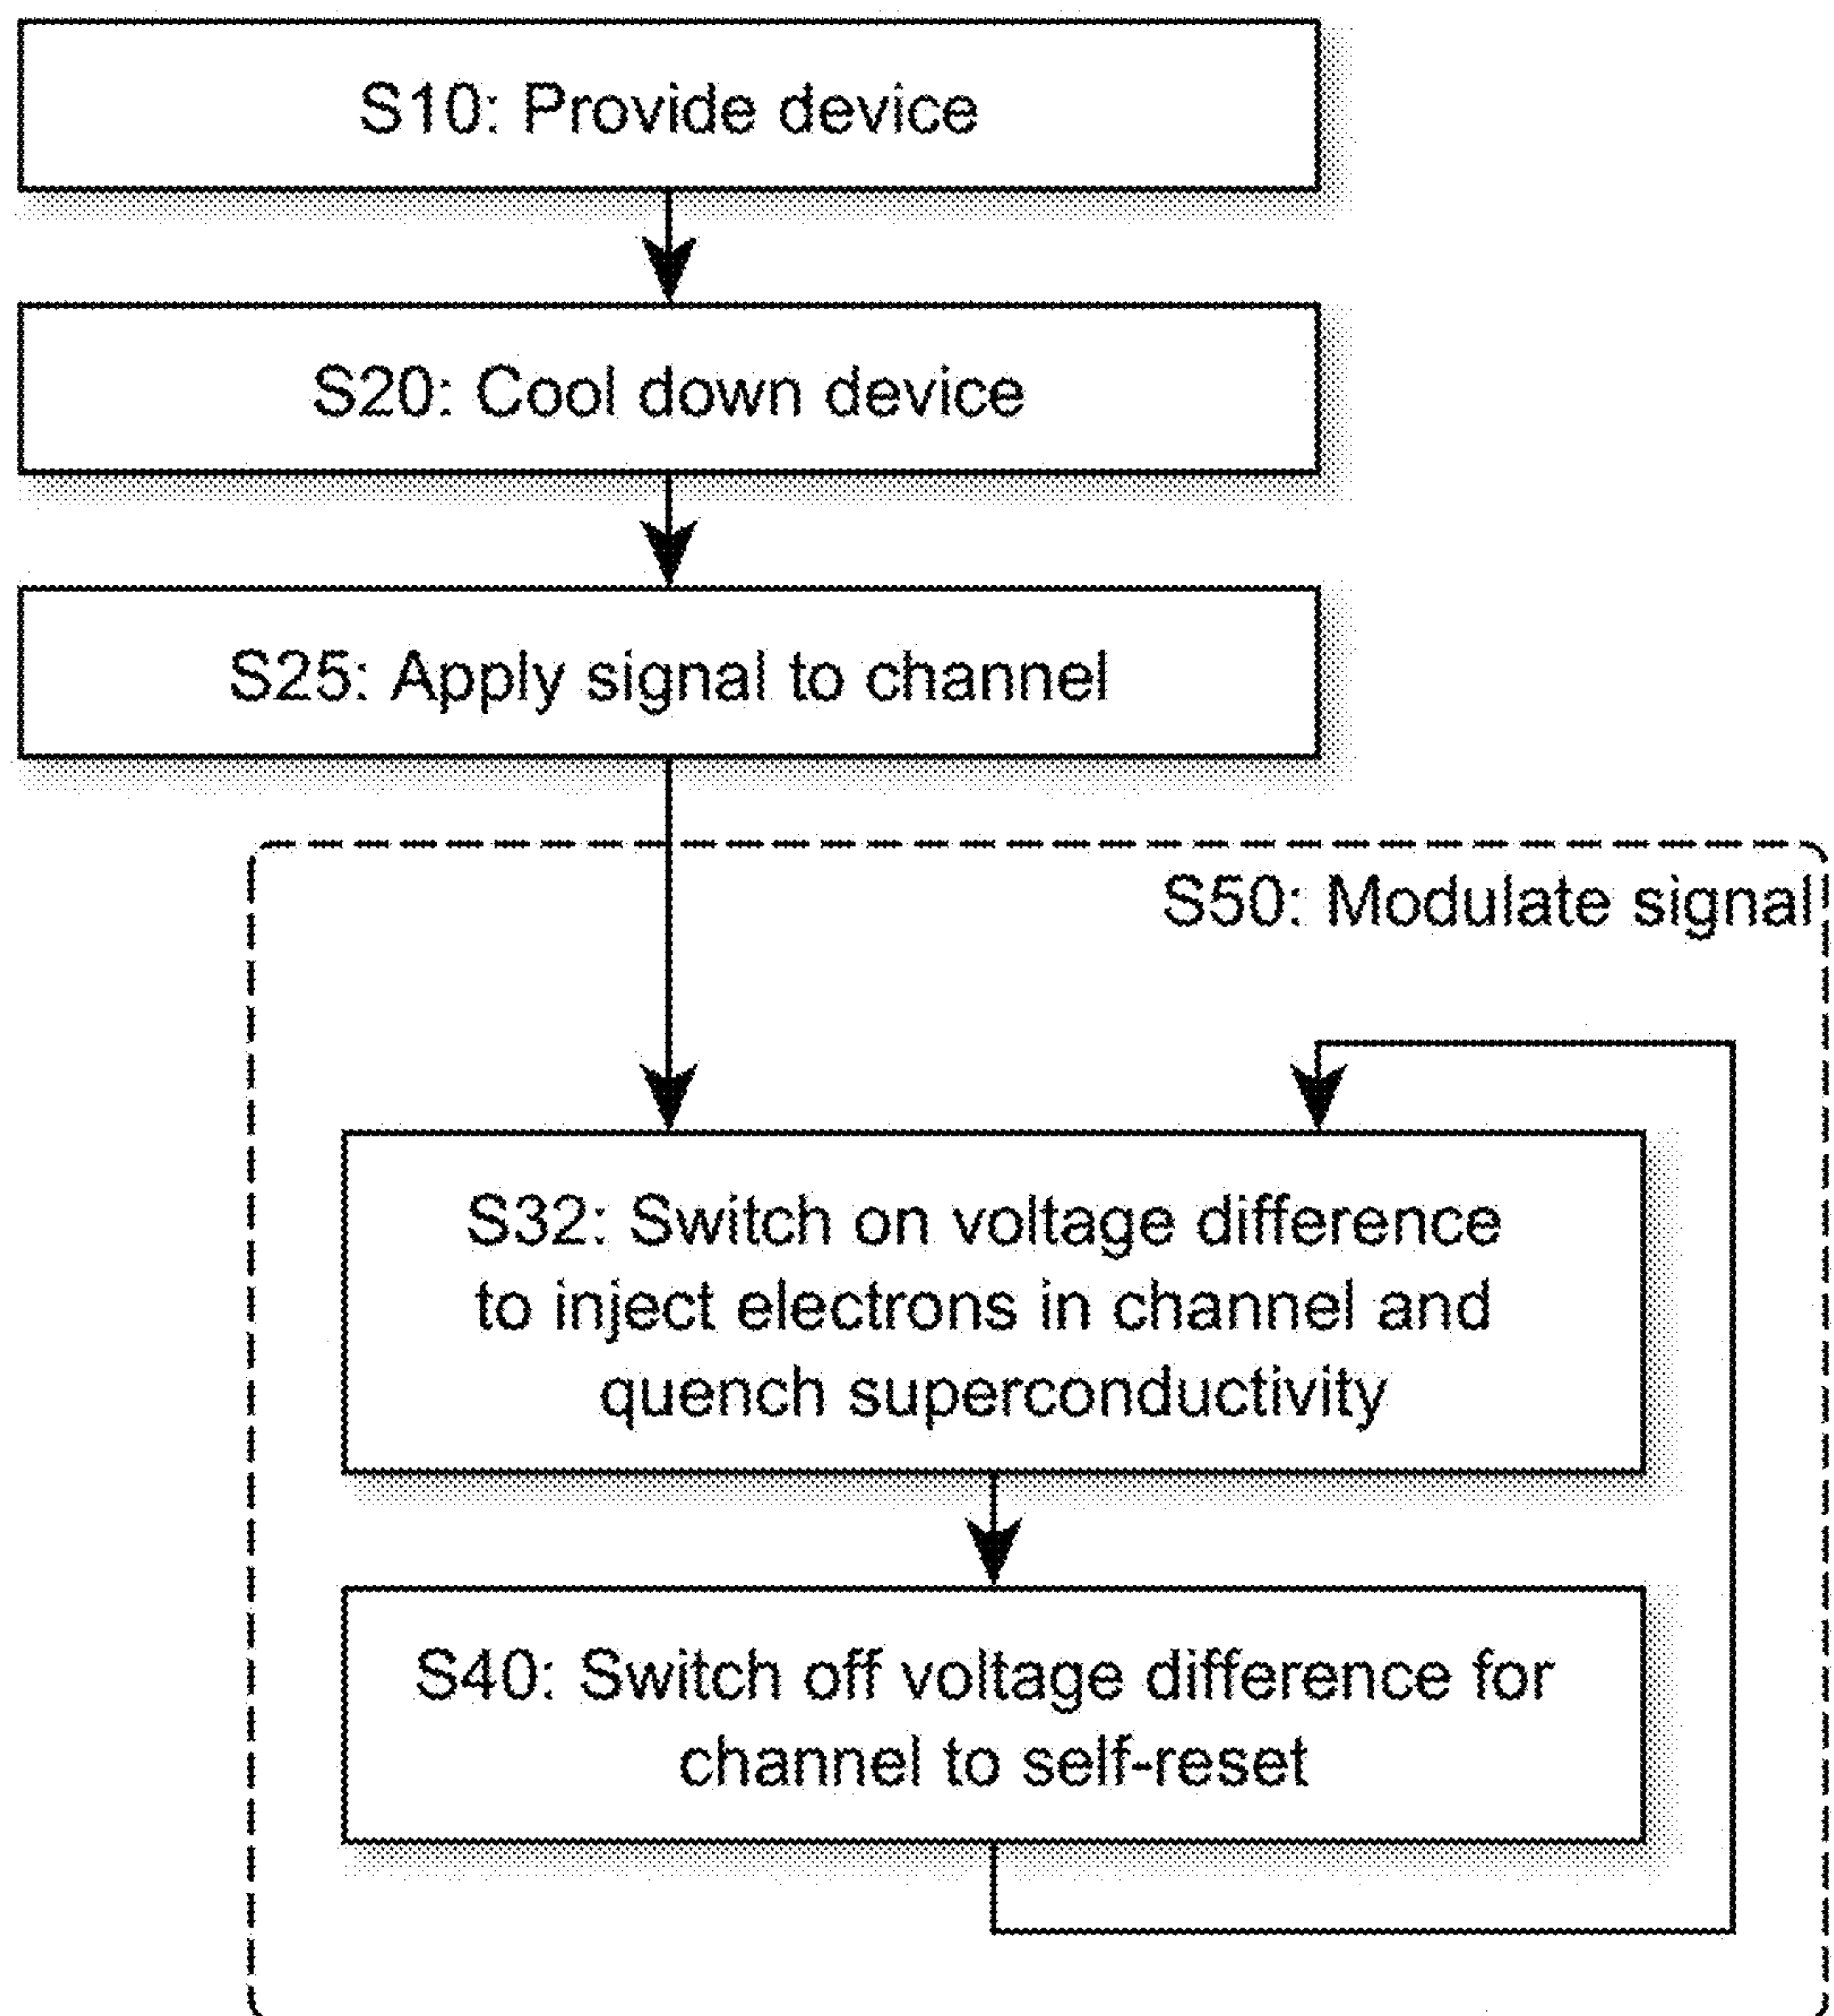 S10: Provide device
S20: Cool down device
S25: Apply signal to channel
S50: Modulate signal
S32: Switch on voltage difference
to inject electrons in channel and
quench superconductivity
S40: Switch off voltage difference for
channel to self-reset